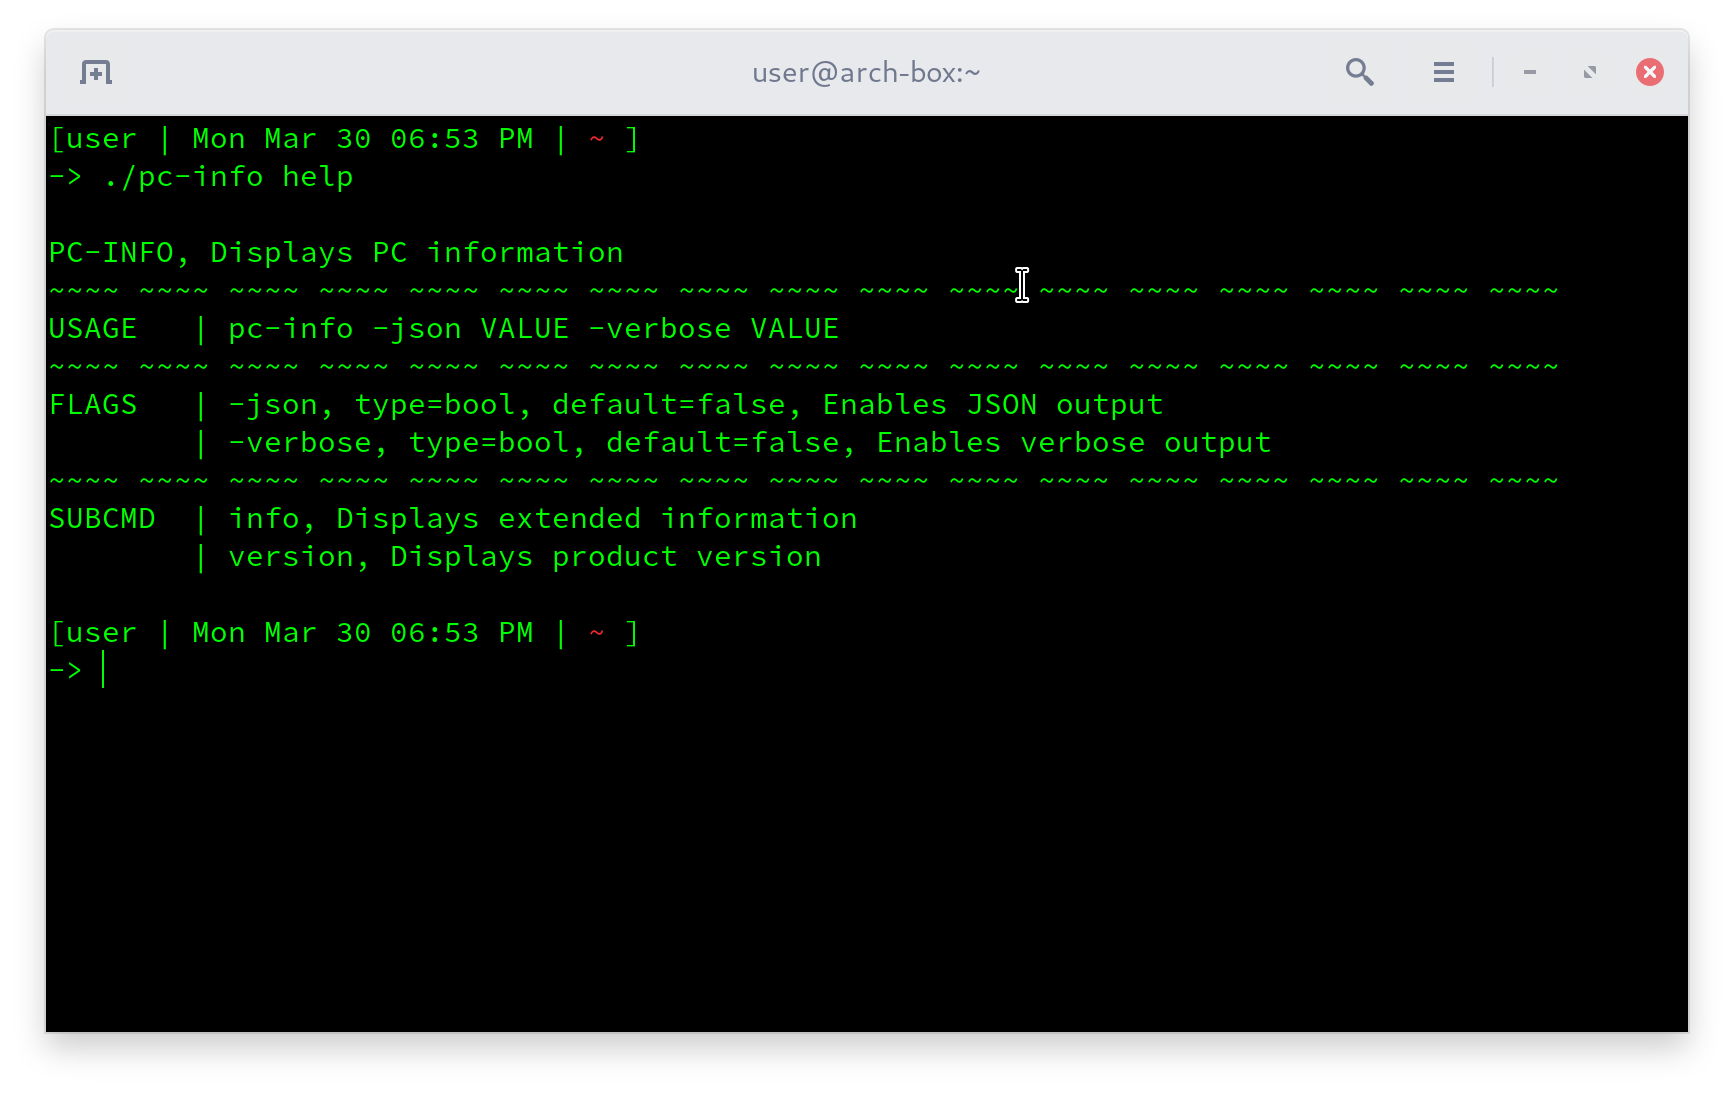 user@arch-box:~
[user | Mon Mar 30 06:53 PM | ~ ]
-> ./pc-info help
PC-INFO, Displays PC information
~~~~ ~~~~ ~~~~ ~~~~ ~~~~ ~~~~ ~~~~ ~~~~ ~~~~ ~~~~ ~~~~ ~~~~ ~~~~ ~~~~ ~~~~ ~~~~ ~~~~
USAGE   | pc-info -json VALUE -verbose VALUE
~~~~ ~~~~ ~~~~ ~~~~ ~~~~ ~~~~ ~~~~ ~~~~ ~~~~ ~~~~ ~~~~ ~~~~ ~~~~ ~~~~ ~~~~ ~~~~ ~~~~
FLAGS   | -json, type=bool, default=false, Enables JSON output
        | -verbose, type=bool, default=false, Enables verbose output
~~~~ ~~~~ ~~~~ ~~~~ ~~~~ ~~~~ ~~~~ ~~~~ ~~~~ ~~~~ ~~~~ ~~~~ ~~~~ ~~~~ ~~~~ ~~~~ ~~~~
SUBCMD  | info, Displays extended information
        | version, Displays product version
[user | Mon Mar 30 06:53 PM | ~ ]
->